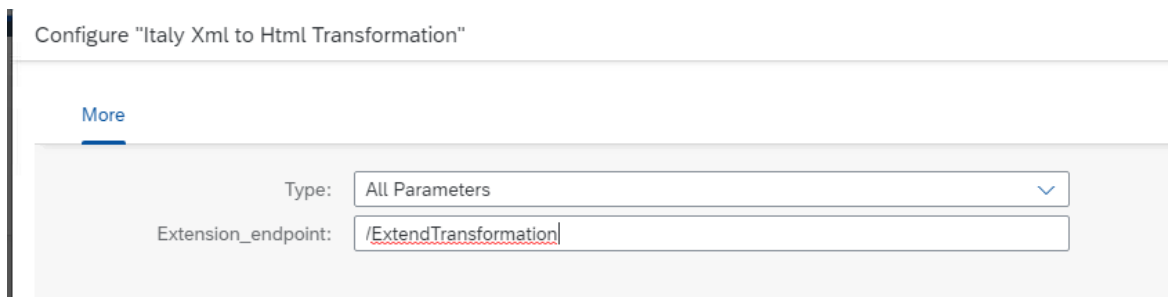 Configure "Italy Xml to Html Transformation"
More
Type: All Parameters
Extension_endpoint: /ExtendTransformation